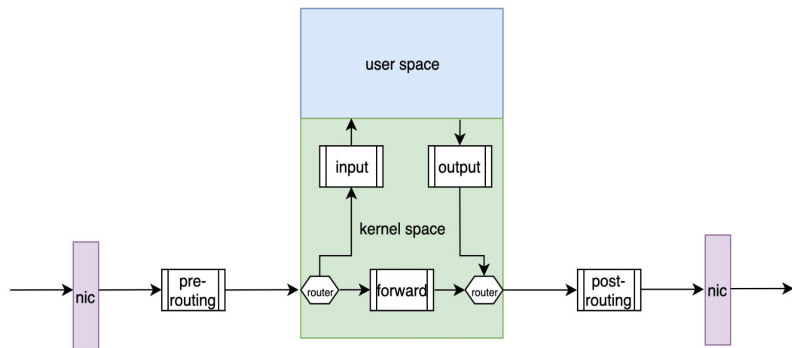 user space
input
output
kernel space
nic
pre-
routing
router
forward
router
post-
routing
nic